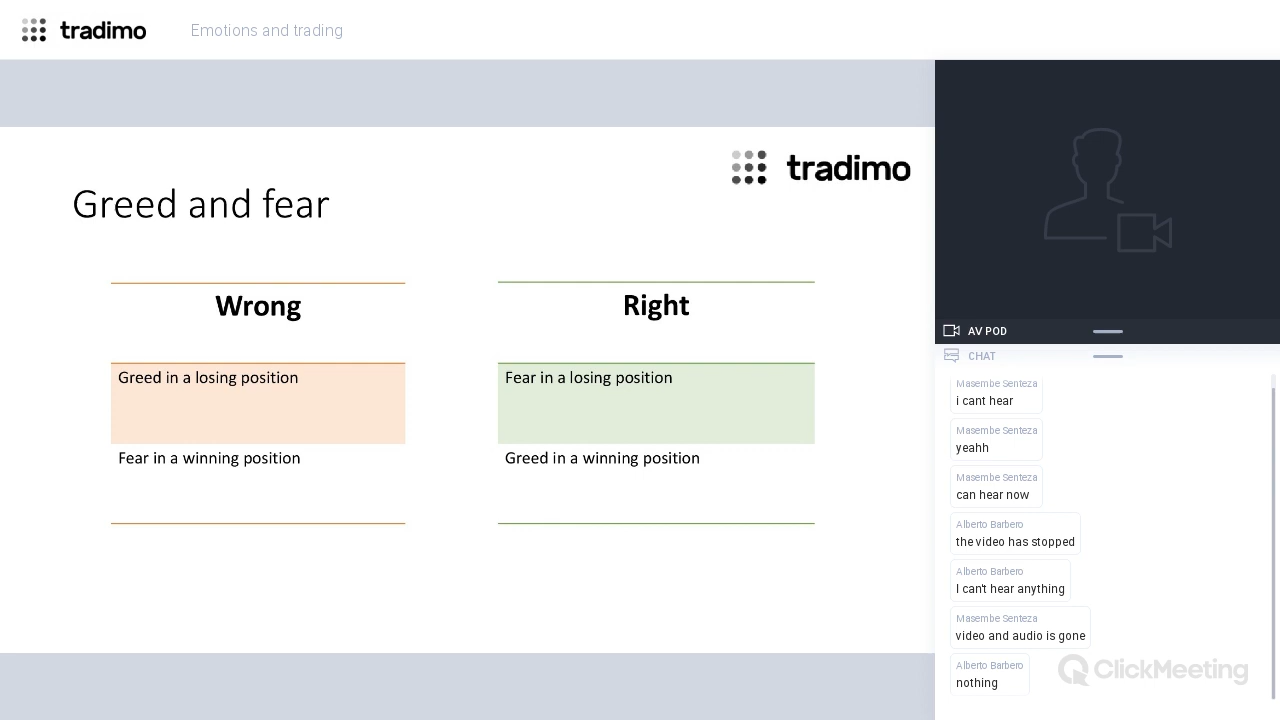 tradimo
Emotions and trading
tradimo
Greed and fear
Wrong
Right
Greed in a losing position
Fear in a losing position
Fear in a winning position
Greed in a winning position
AV POD
CHAT
Masembe Senteza
i cant hear
Masembe Senteza
yeahh
Masembe Senteza
can hear now
Alberto Barbero
the video has stopped
Alberto Barbero
I can't hear anything
Masembe Senteza
video and audio is gone
Alberto Barbero
nothing
ClickMeeting